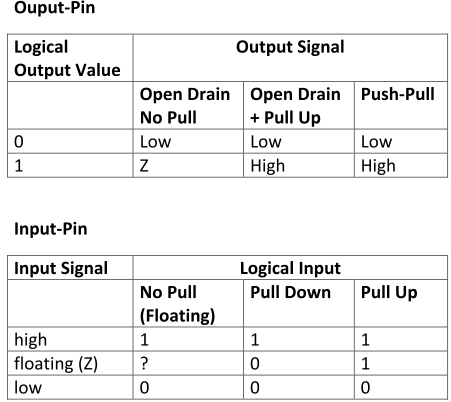 Ouput-Pin
Logical Output Signal
Output Value
Open Drain Open Drain Push-Pull
No Pull + Pull Up
0 Low Low Low
1 Z High High
Input-Pin
Input Signal Logical Input
No Pull Pull Down Pull Up
(Floating)
high 1 1 1
floating (Z) ? 0 1
low 0 0 0